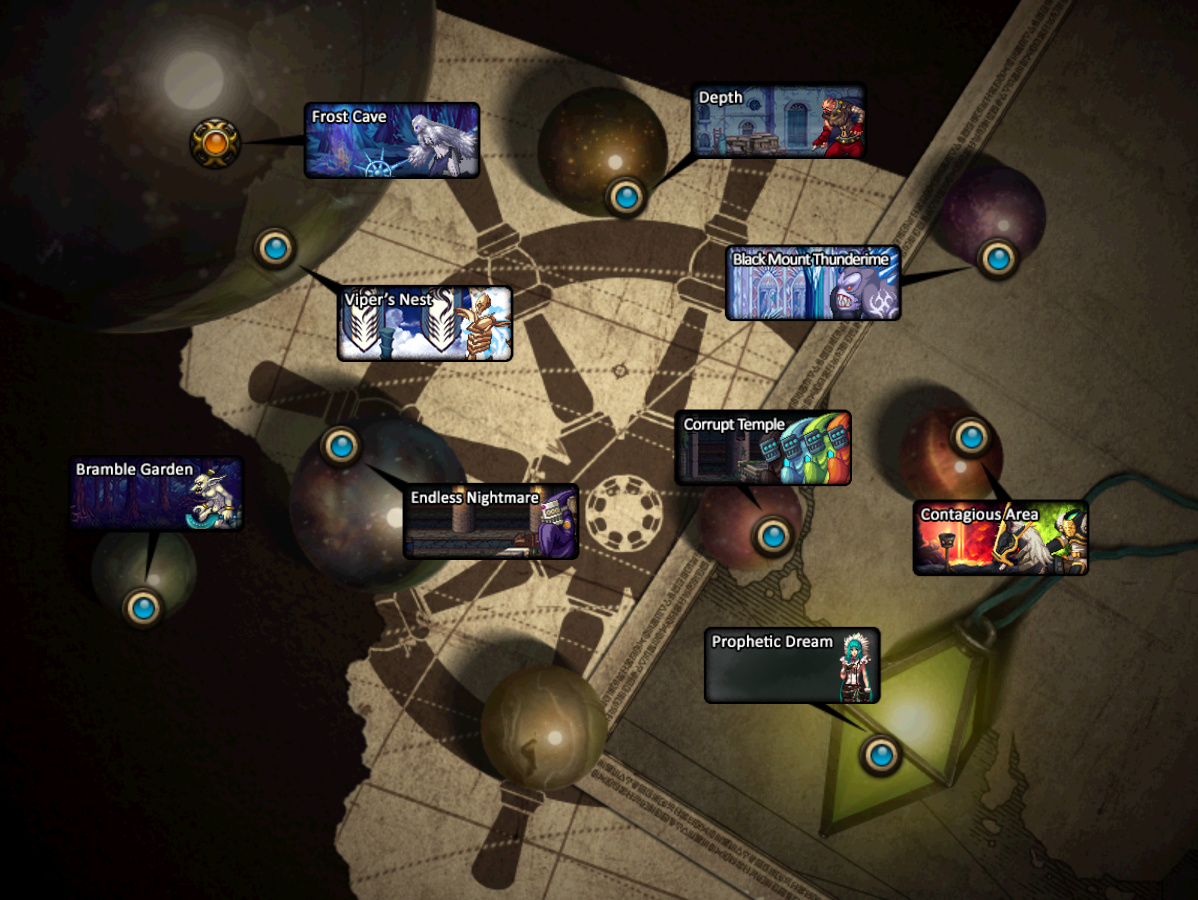 Depth
Frost Cave
Black Mount Thunderime
Viper's Nest
Corrupt Temple
Bramble Garden
Endless Nightmare
Contagious Area
Prophetic Dream